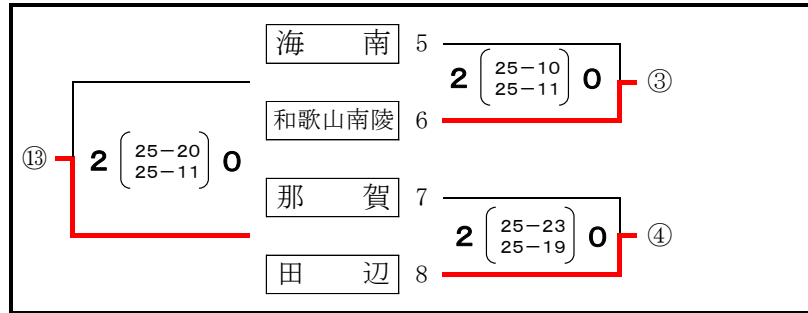 海 南 5
2 25-10 25-11 0 ③
和歌山南陵 6
⑬ 2 25-20 25-11 0
那 賀 7
2 25-23 25-19 0 ④
田 辺 8